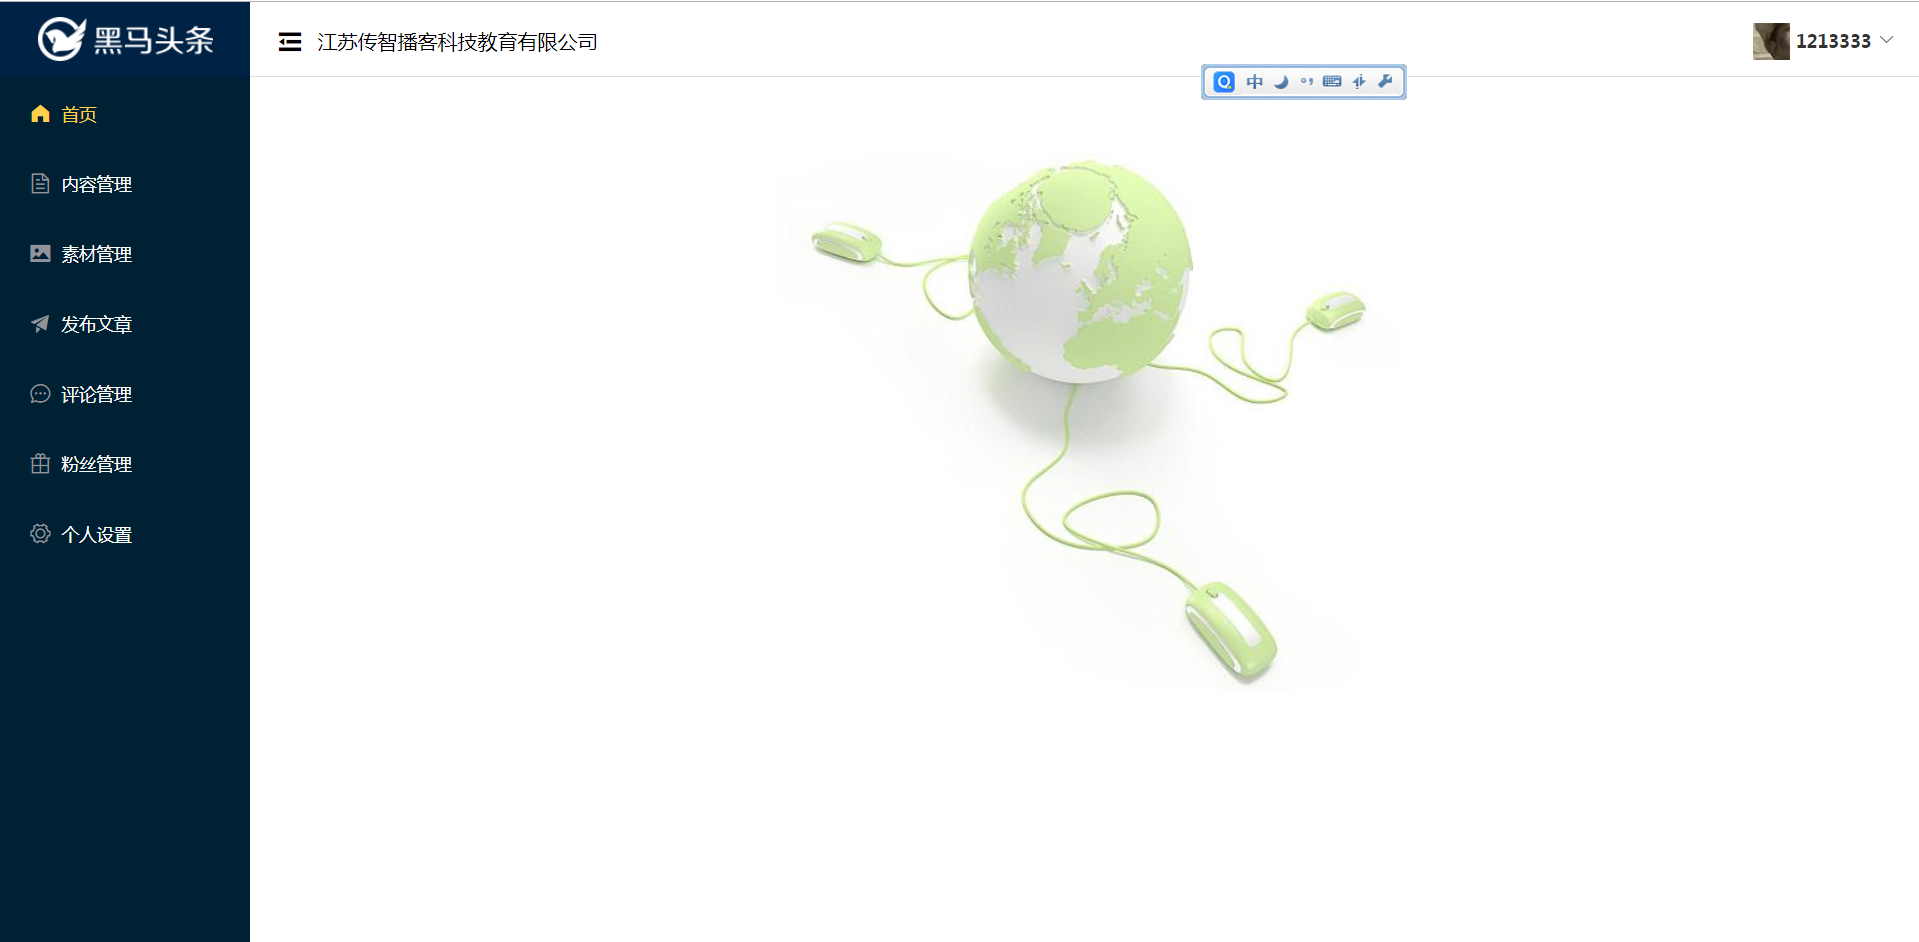 黑马头条
江苏传智播客科技教育有限公司
1213333
中
首页
内容管理
素材管理
发布文章
评论管理
粉丝管理
个人设置